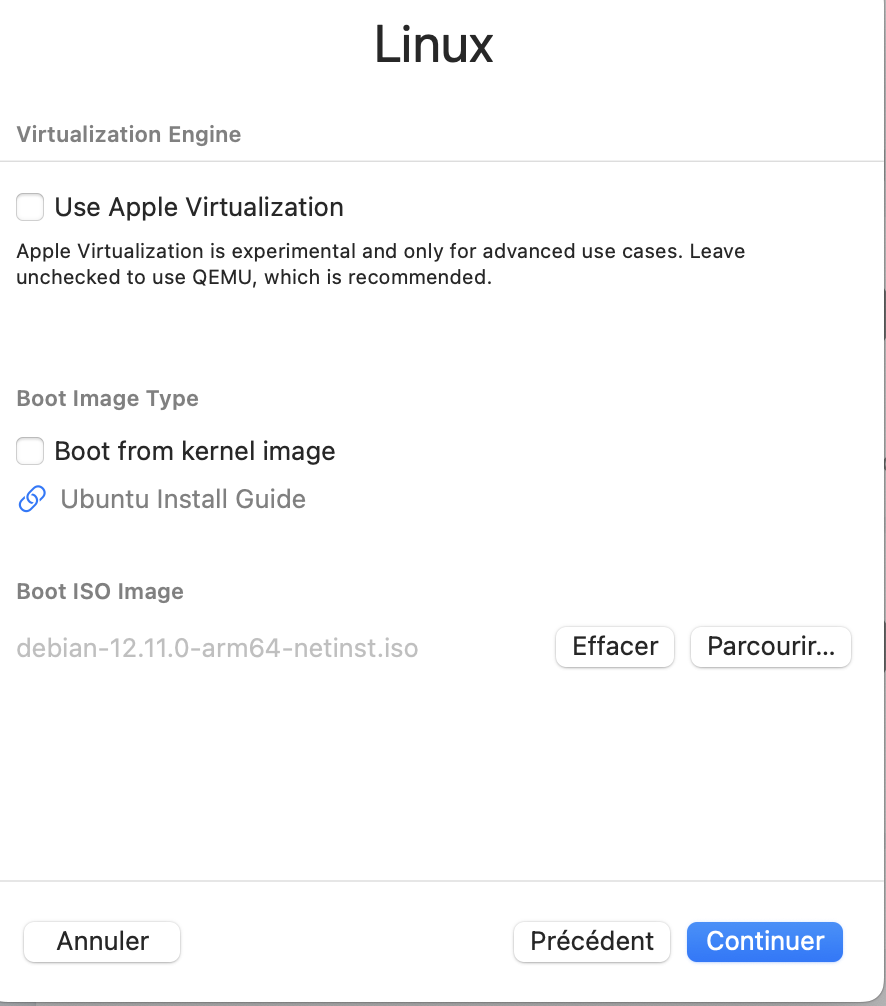 Linux
Virtualization Engine
Use Apple Virtualization
Apple Virtualization is experimental and only for advanced use cases. Leave
unchecked to use QEMU, which is recommended.
Boot Image Type
Boot from kernel image
Ubuntu Install Guide
Boot ISO Image
debian-12.11.0-arm64-netinst.iso Effacer Parcourir...
Annuler Précédent Continuer